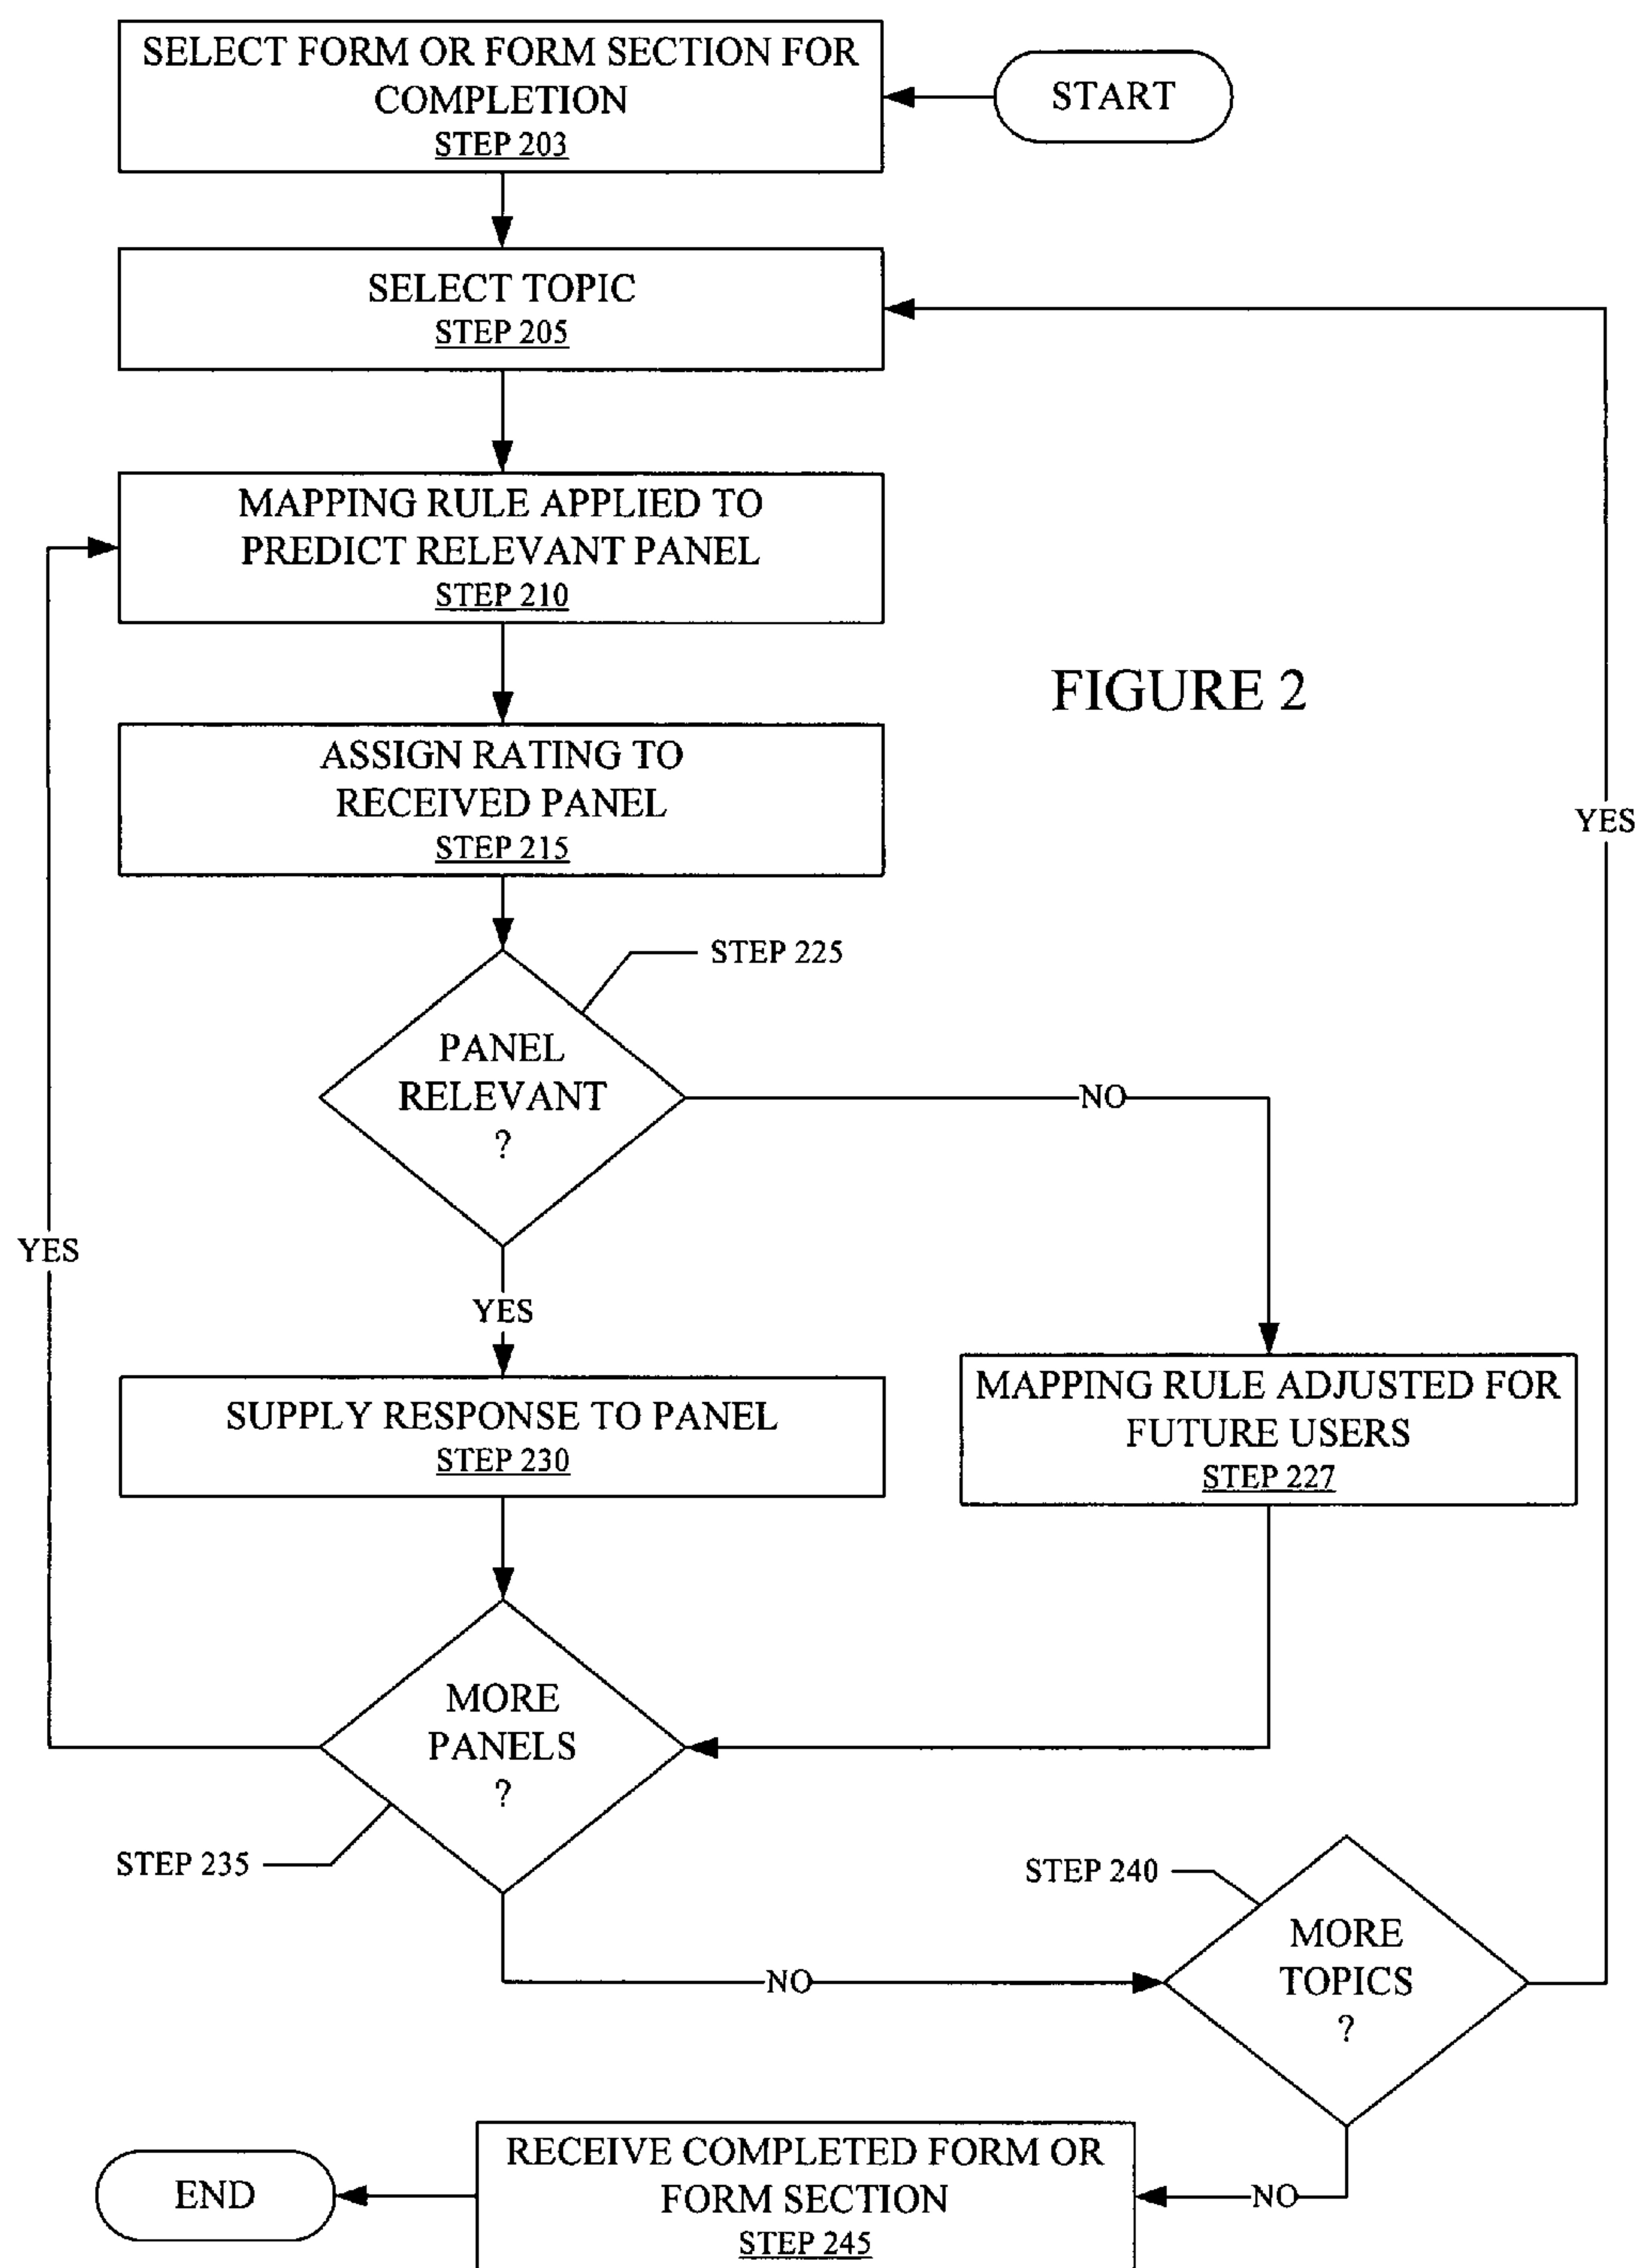 SELECT FORM OR FORM SECTION FOR
COMPLETION
STEP 203
START
SELECT TOPIC
STEP 205
MAPPING RULE APPLIED TO
PREDICT RELEVANT PANEL
STEP 210
FIGURE 2
ASSIGN RATING TO
RECEIVED PANEL
STEP 215
YES
STEP 225
PANEL
RELEVANT
?
NO
YES
YES
SUPPLY RESPONSE TO PANEL
STEP 230
MAPPING RULE ADJUSTED FOR
FUTURE USERS
STEP 227
MORE
PANELS
?
STEP 235
STEP 240
MORE
TOPICS
?
NO
RECEIVE COMPLETED FORM OR
FORM SECTION
STEP 245
NO
END